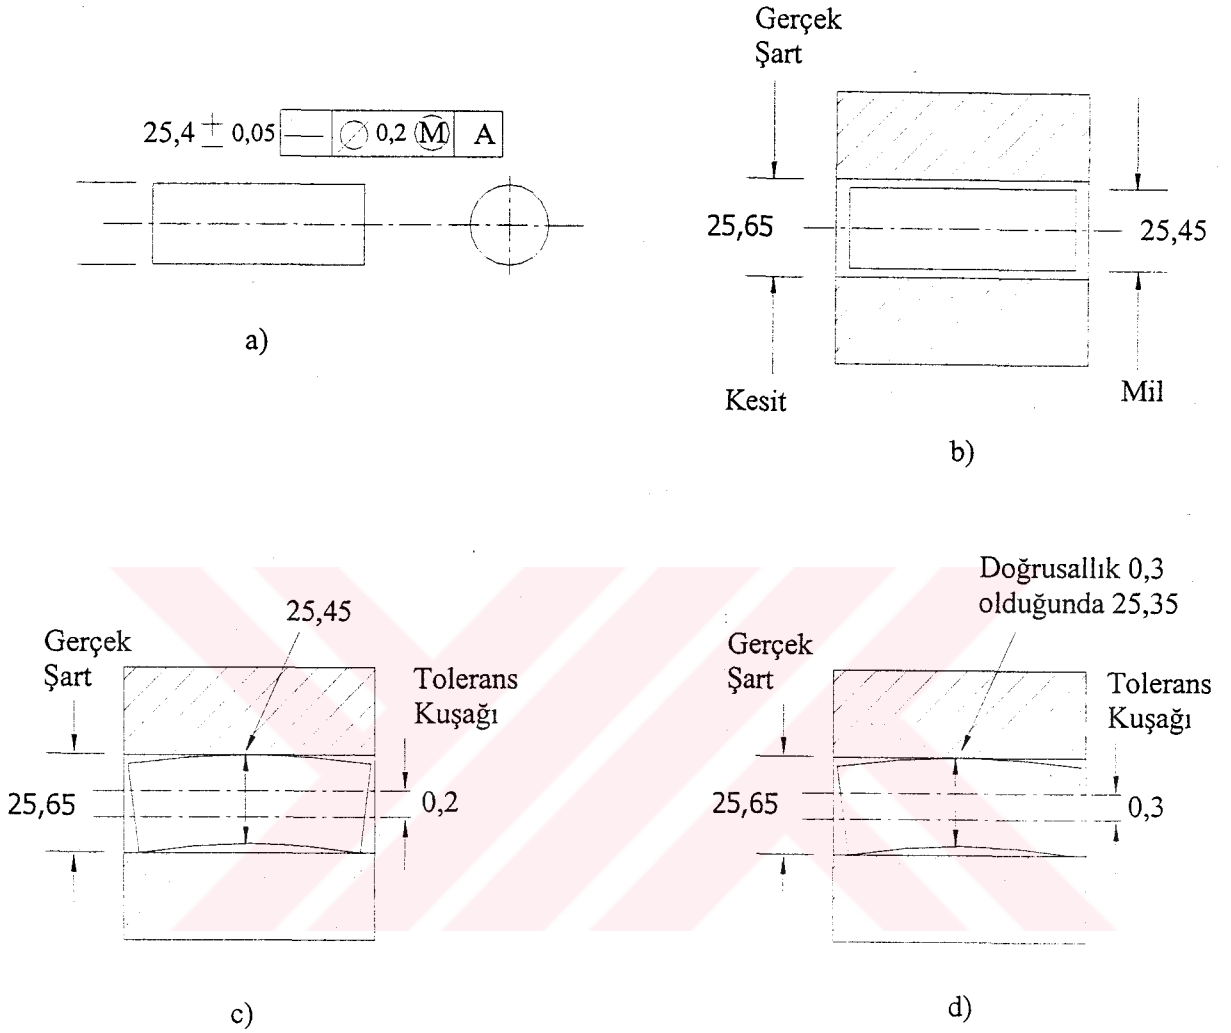 25,4 ± 0,05 — ⌀ 0,2 Ⓜ A
a)
Gerçek
Şart
25,65
25,45
Kesit
Mil
b)
25,45
Gerçek
Şart
Tolerans
Kuşağı
25,65
0,2
c)
Doğrusallık 0,3
olduğunda 25,35
Gerçek
Şart
Tolerans
Kuşağı
25,65
0,3
d)